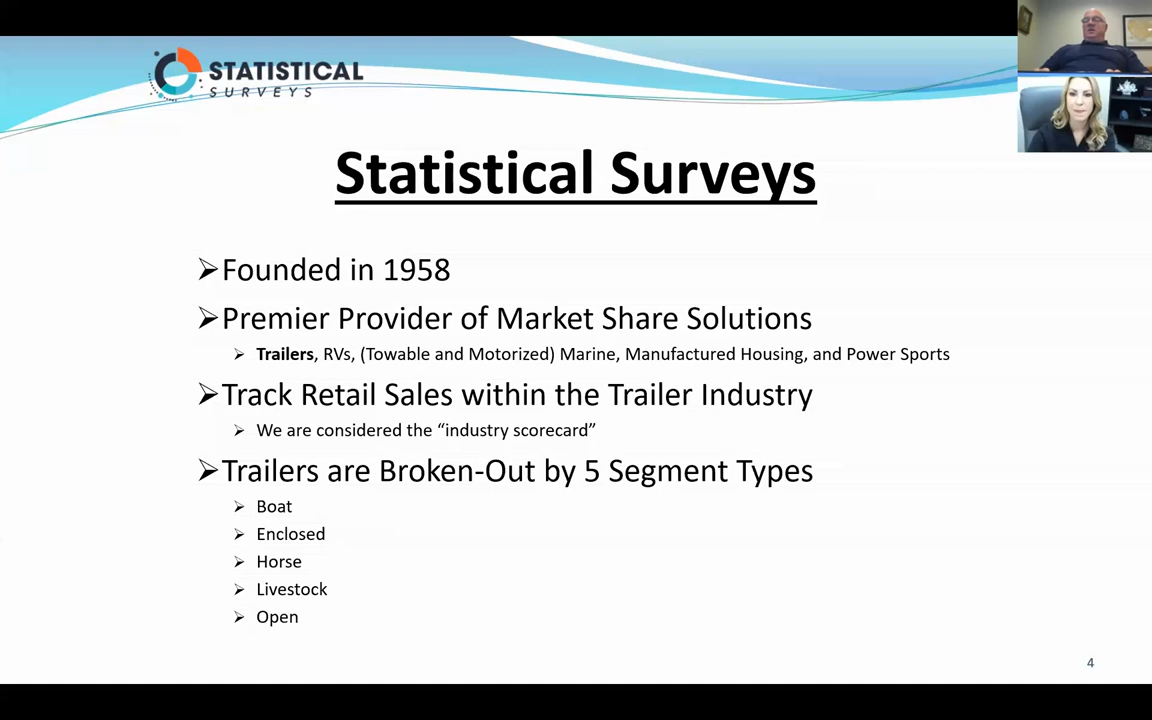 STATISTICAL
SURVEYS
Statistical Surveys
Founded in 1958
Premier Provider of Market Share Solutions
Trailers, RVs, (Towable and Motorized) Marine, Manufactured Housing, and Power Sports
Track Retail Sales within the Trailer Industry
We are considered the “industry scorecard”
Trailers are Broken-Out by 5 Segment Types
Boat
Enclosed
Horse
Livestock
Open
4